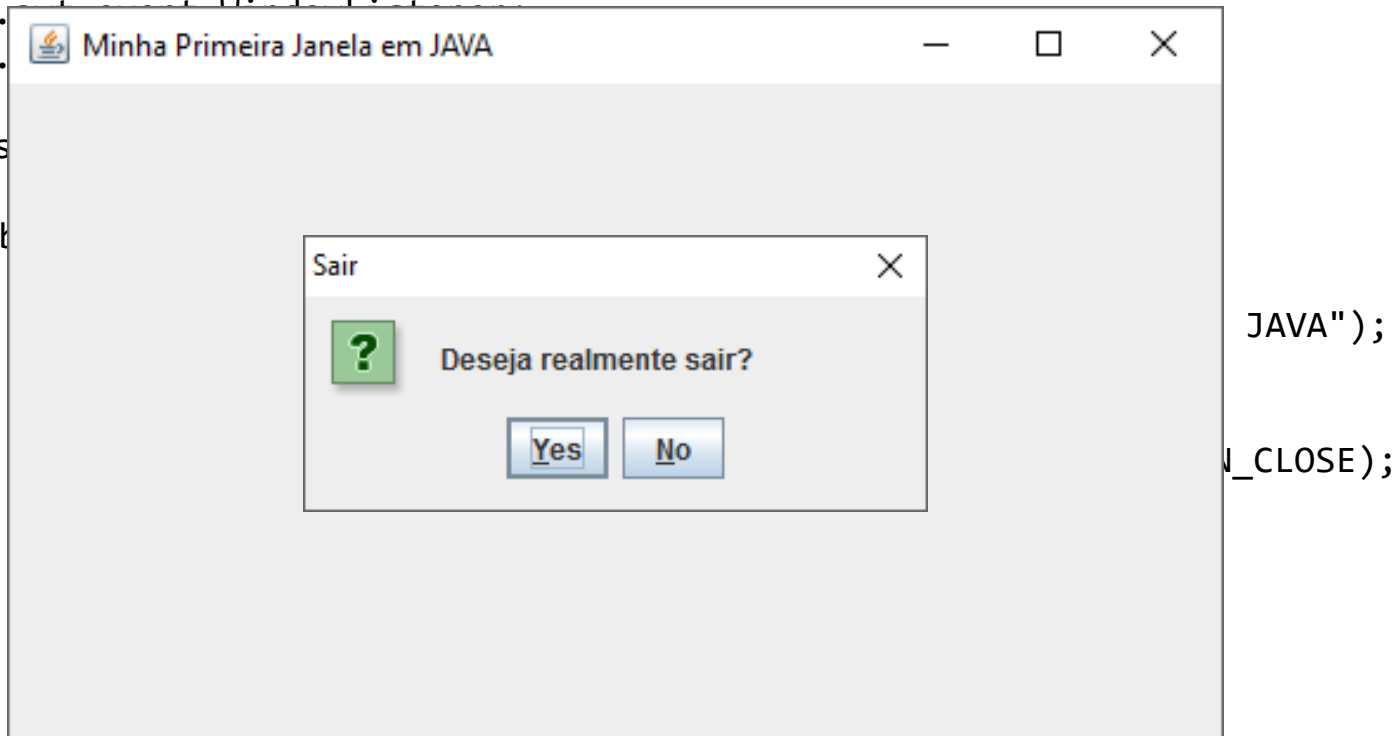 Minha Primeira Janela em JAVA
Sair
JAVA");
Deseja realmente sair?
Yes No
_CLOSE);